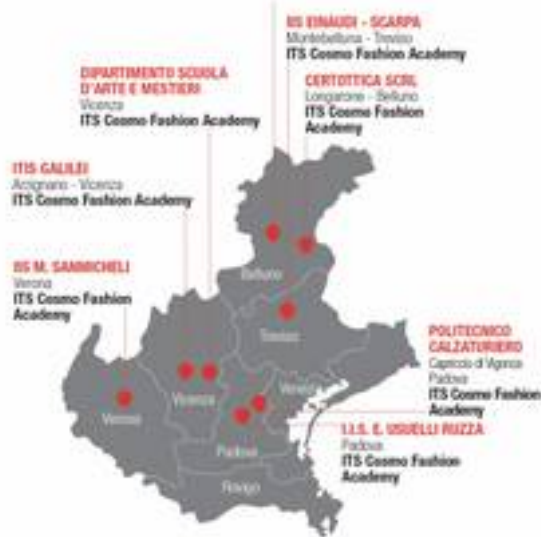 IIS EINAUDI - SCARPA
Montebelluna - Treviso
ITS Cosmo Fashion Academy
CERTOTTICA SCRL
Longarone - Belluno
ITS Cosmo Fashion
Academy
DIPARTIMENTO SCUOLA
D'ARTE E MESTIERI
Vicenza
ITS Cosmo Fashion Academy
ITIS GALILEI
Arzignano - Vicenza
ITS Cosmo Fashion Academy
IIS M. SANMICHELI
Verona
ITS Cosmo Fashion
Academy
POLITECNICO
CALZATURIERO
Capriccio di Vigonza
Padova
ITS Cosmo Fashion
Academy
I.I.S. E. USUELLI RUZZA
Padova
ITS Cosmo Fashion
Academy
Belluno
Treviso
Venezia
Vicenza
Verona
Padova
Rovigo